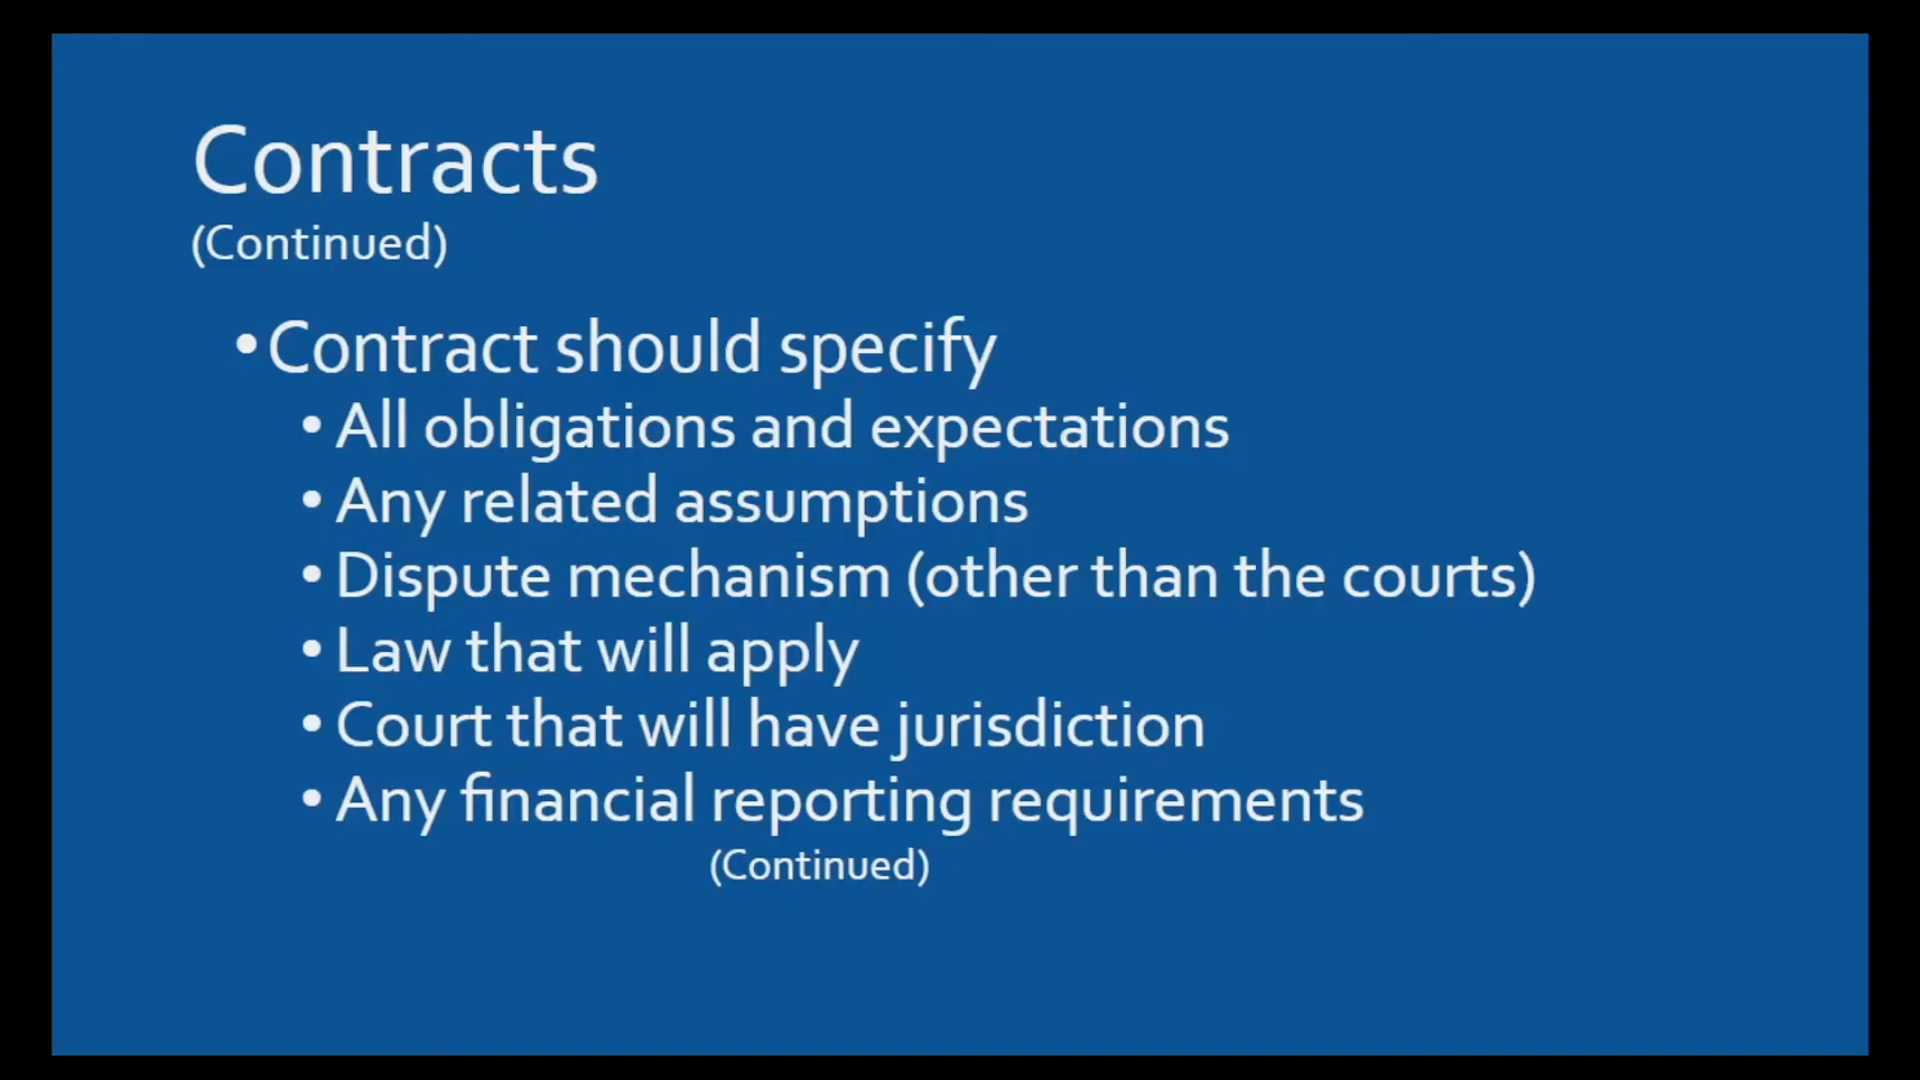 Contracts
(Continued)
• Contract should specify
• All obligations and expectations
• Any related assumptions
• Dispute mechanism (other than the courts)
• Law that will apply
• Court that will have jurisdiction
• Any financial reporting requirements
(Continued)